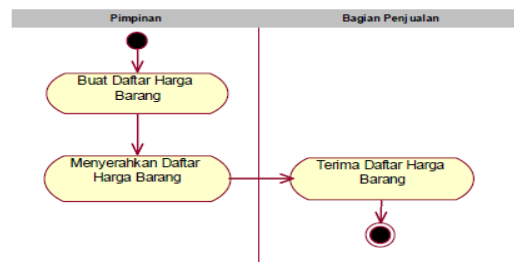 Pimpinan
Bagian Penjualan
Buat Daftar Harga
Barang
Menyerahkan Daftar
Harga Barang
Terima Daftar Harga
Barang